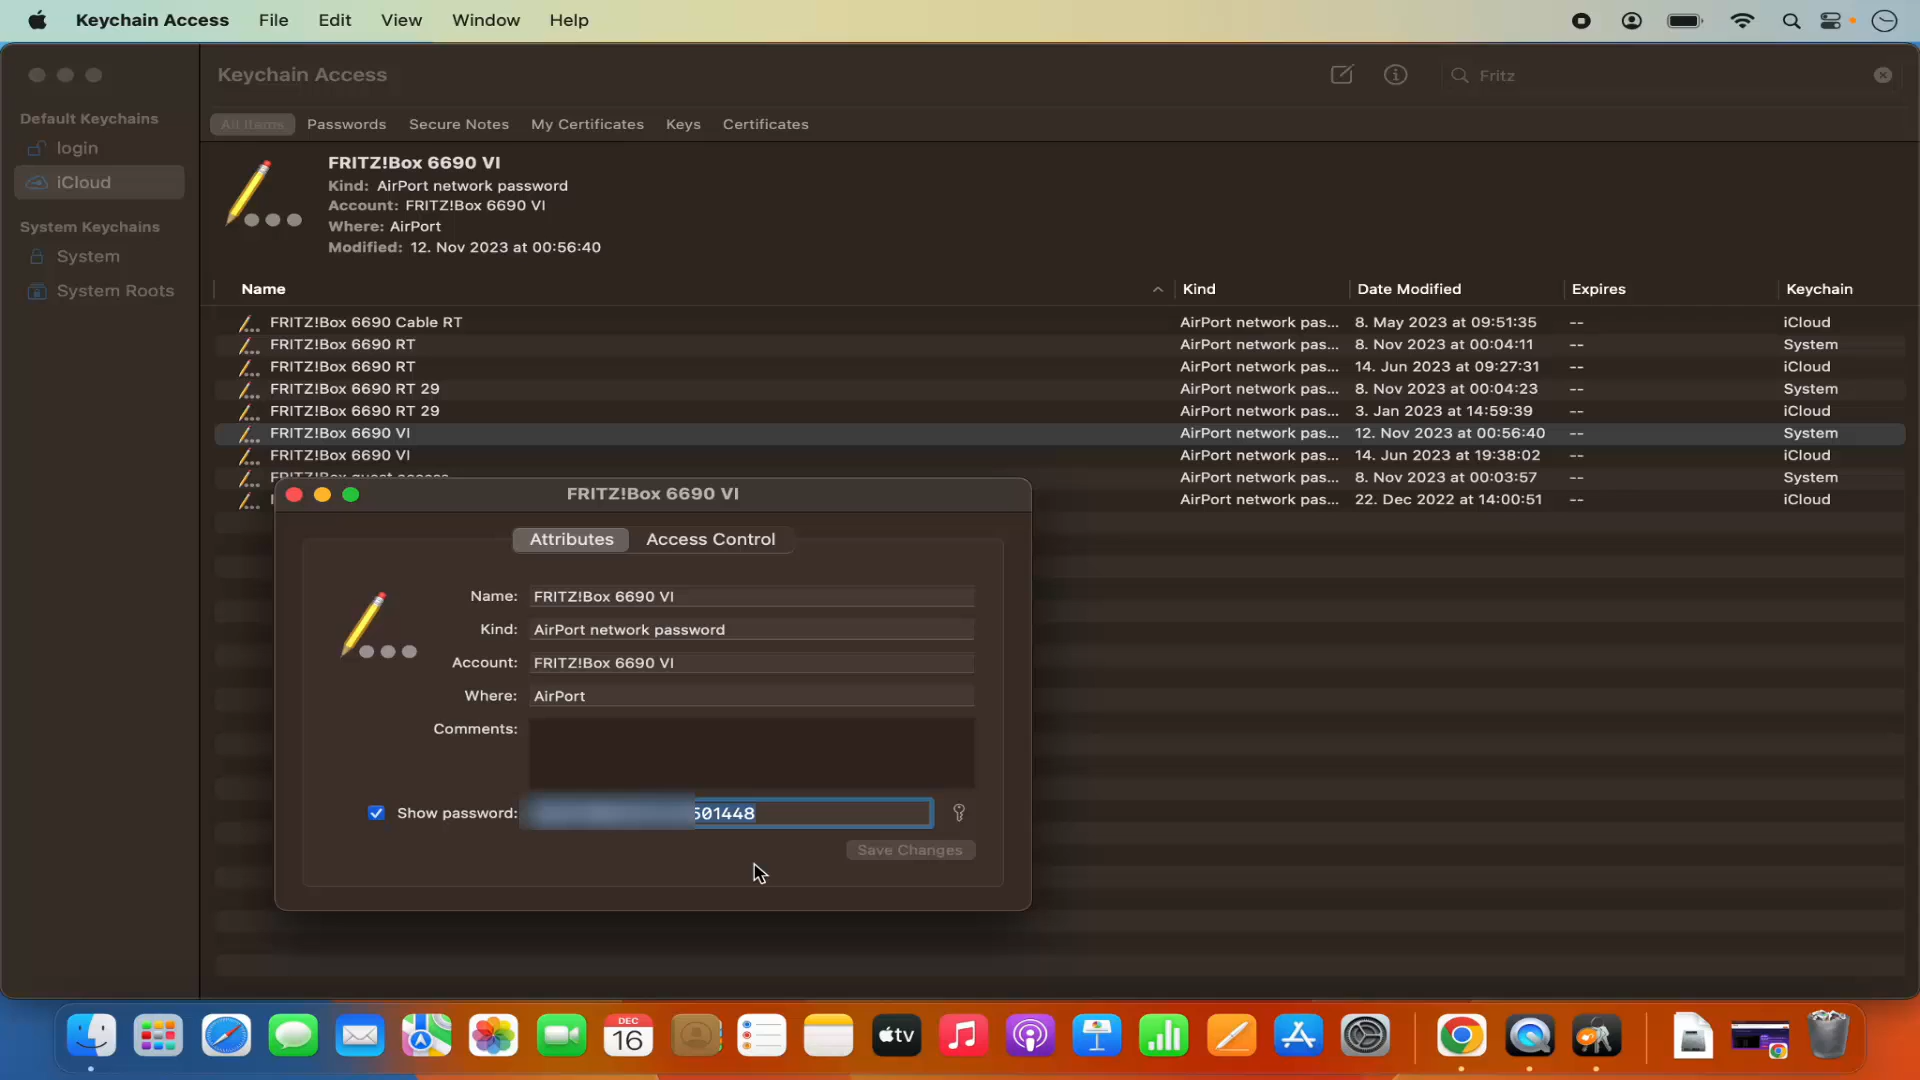 Keychain Access File Edit View Window Help
Keychain Access
Fritz
Default Keychains
login
iCloud
System Keychains
System
System Roots
All Items Passwords Secure Notes My Certificates Keys Certificates
FRITZ!Box 6690 VI
Kind: AirPort network password
Account: FRITZ!Box 6690 VI
Where: AirPort
Modified: 12. Nov 2023 at 00:56:40
Name Kind Date Modified Expires Keychain
FRITZ!Box 6690 Cable RT AirPort network pas... 8. May 2023 at 09:51:35 -- iCloud
FRITZ!Box 6690 RT AirPort network pas... 8. Nov 2023 at 00:04:11 -- System
FRITZ!Box 6690 RT AirPort network pas... 14. Jun 2023 at 09:27:31 -- iCloud
FRITZ!Box 6690 RT 29 AirPort network pas... 8. Nov 2023 at 00:04:23 -- System
FRITZ!Box 6690 RT 29 AirPort network pas... 3. Jan 2023 at 14:59:39 -- iCloud
FRITZ!Box 6690 VI AirPort network pas... 12. Nov 2023 at 00:56:40 -- System
FRITZ!Box 6690 VI AirPort network pas... 14. Jun 2023 at 19:38:02 -- iCloud
FRITZ!Box guest access AirPort network pas... 8. Nov 2023 at 00:03:57 -- System
AirPort network pas... 22. Dec 2022 at 14:00:51 -- iCloud
FRITZ!Box 6690 VI
Attributes Access Control
Name: FRITZ!Box 6690 VI
Kind: AirPort network password
Account: FRITZ!Box 6690 VI
Where: AirPort
Comments:
Show password: 501448
Save Changes
DEC
16
tv